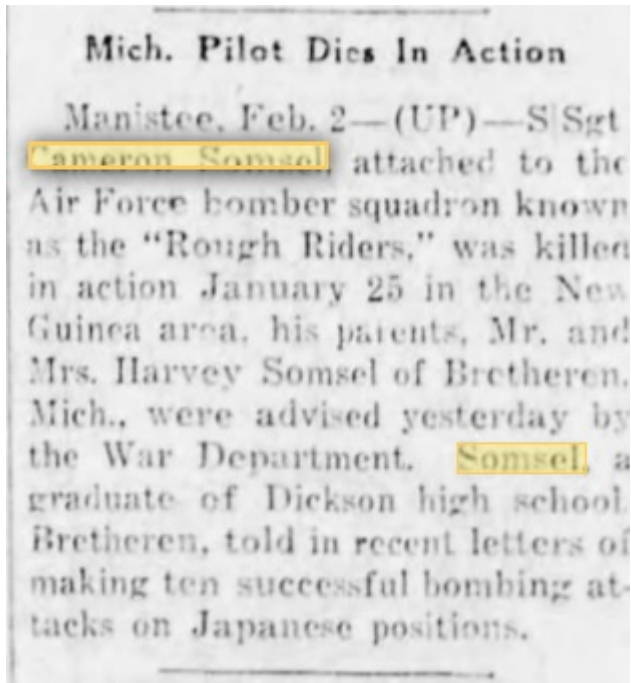 Mich. Pilot Dies In Action
Manistee, Feb. 2—(UP)—S|Sgt
Cameron Somsel, attached to the
Air Force bomber squadron known
as the “Rough Riders,” was killed
in action January 25 in the New
Guinea area, his parents, Mr. and
Mrs. Harvey Somsel of Bretheren,
Mich., were advised yesterday by
the War Department. Somsel, a
graduate of Dickson high school,
Bretheren, told in recent letters of
making ten successful bombing at-
tacks on Japanese positions.